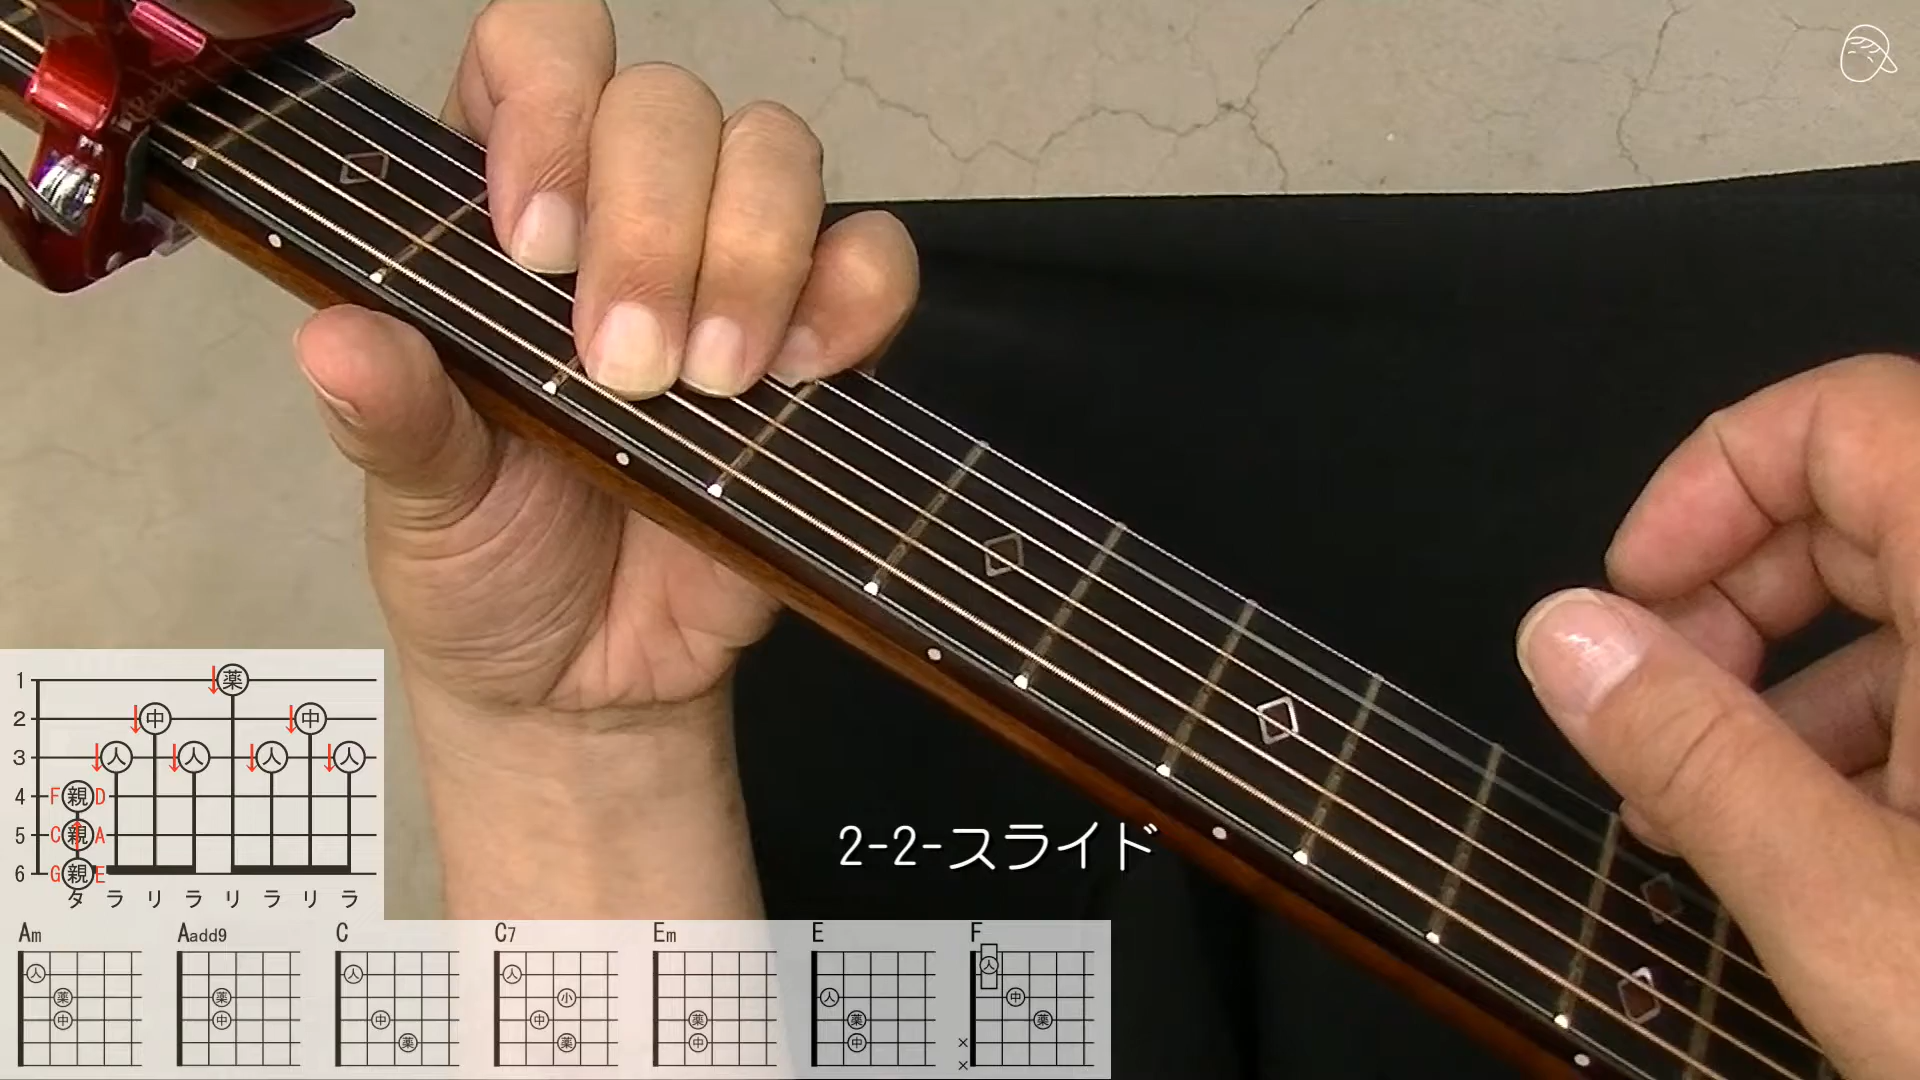 2-2-スライド
1 薬
2 中 中
3 人 人 人 人
4 F 親 D
5 C 親 A
6 G 親 E
タ ラ リ ラ リ ラ リ ラ
Am Aadd9 C C7 Em E F
人 人 人 人
薬 薬 小 人 中
中 中 中 中 薬 薬 薬
薬 薬 中 中 ×
×